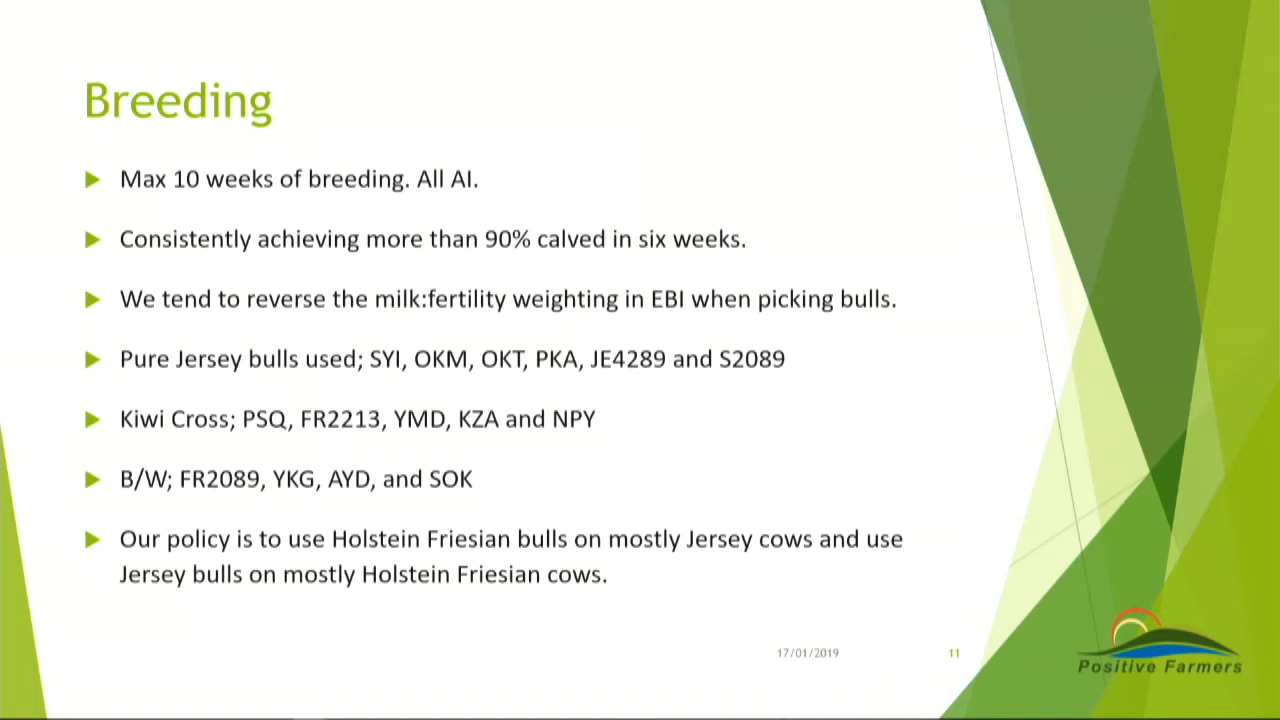 Breeding
Max 10 weeks of breeding. All AI.
Consistently achieving more than 90% calved in six weeks.
We tend to reverse the milk:fertility weighting in EBI when picking bulls.
Pure Jersey bulls used; SYI, OKM, OKT, PKA, JE4289 and S2089
Kiwi Cross; PSQ, FR2213, YMD, KZA and NPY
B/W; FR2089, YKG, AYD, and SOK
Our policy is to use Holstein Friesian bulls on mostly Jersey cows and use
Jersey bulls on mostly Holstein Friesian cows.
17/01/2019
11
Positive Farmers